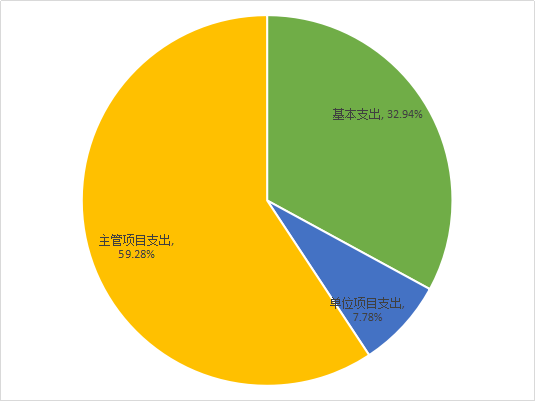 基本支出, 32.94%
主管项目支出,
59.28%
单位项目支出,
7.78%